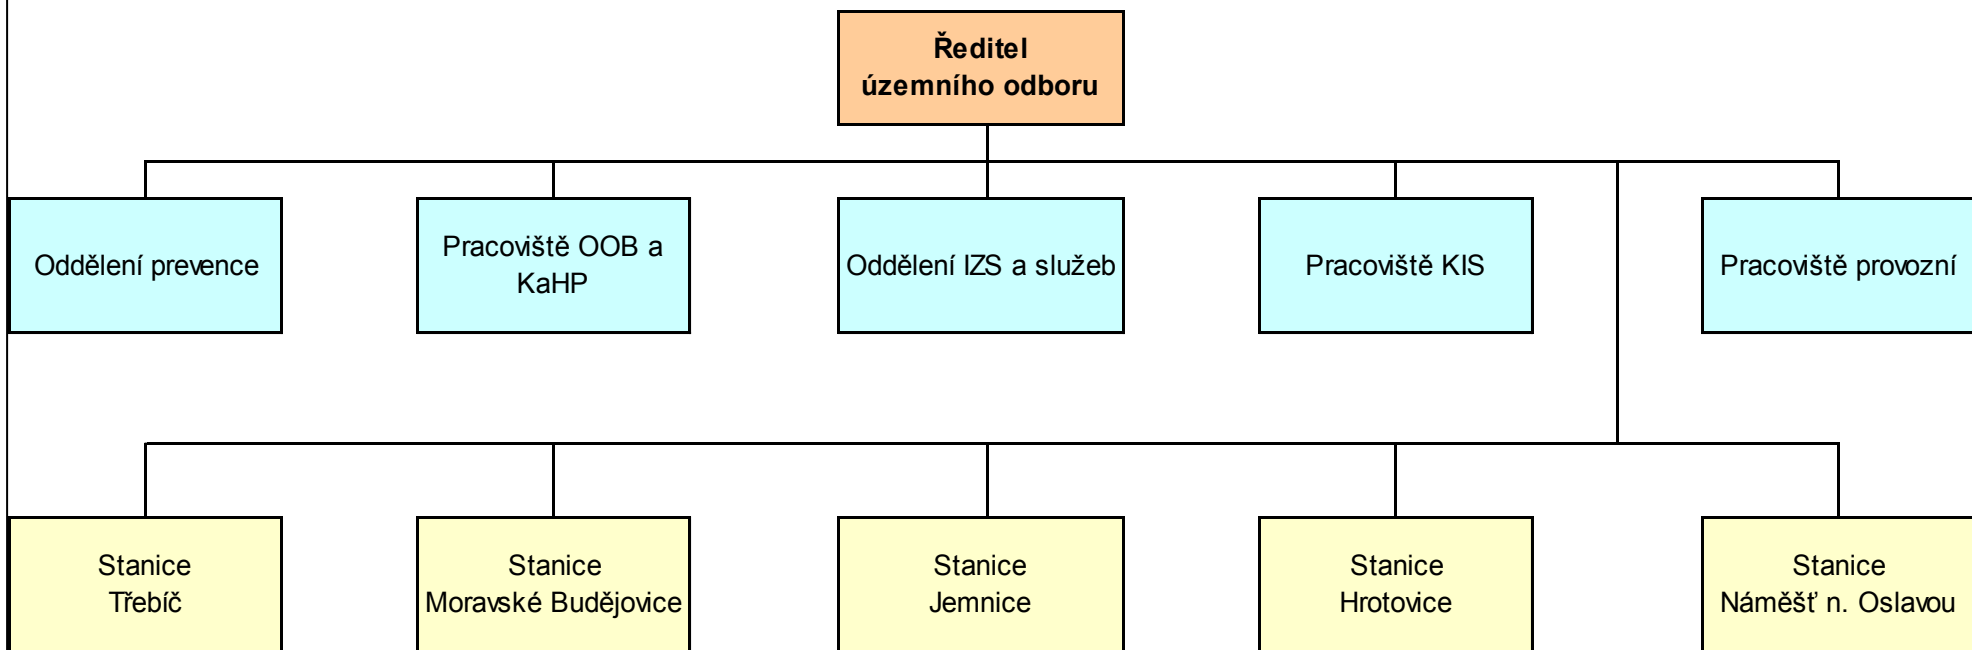 Ředitel
územního odboru
Oddělení prevence
Pracoviště OOB a
KaHP
Oddělení IZS a služeb
Pracoviště KIS
Pracoviště provozní
Stanice
Třebíč
Stanice
Moravské Budějovice
Stanice
Jemnice
Stanice
Hrotovice
Stanice
Náměšť n. Oslavou